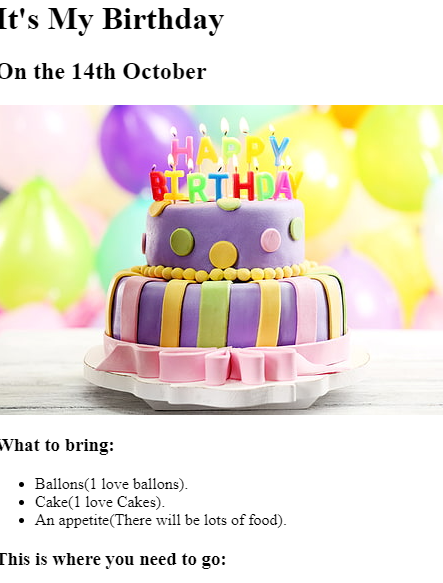 It's My Birthday
On the 14th October
HAPPY
BIRTHDAY
What to bring:
Ballons(1 love ballons).
Cake(1 love Cakes).
An appetite(There will be lots of food).
This is where you need to go: